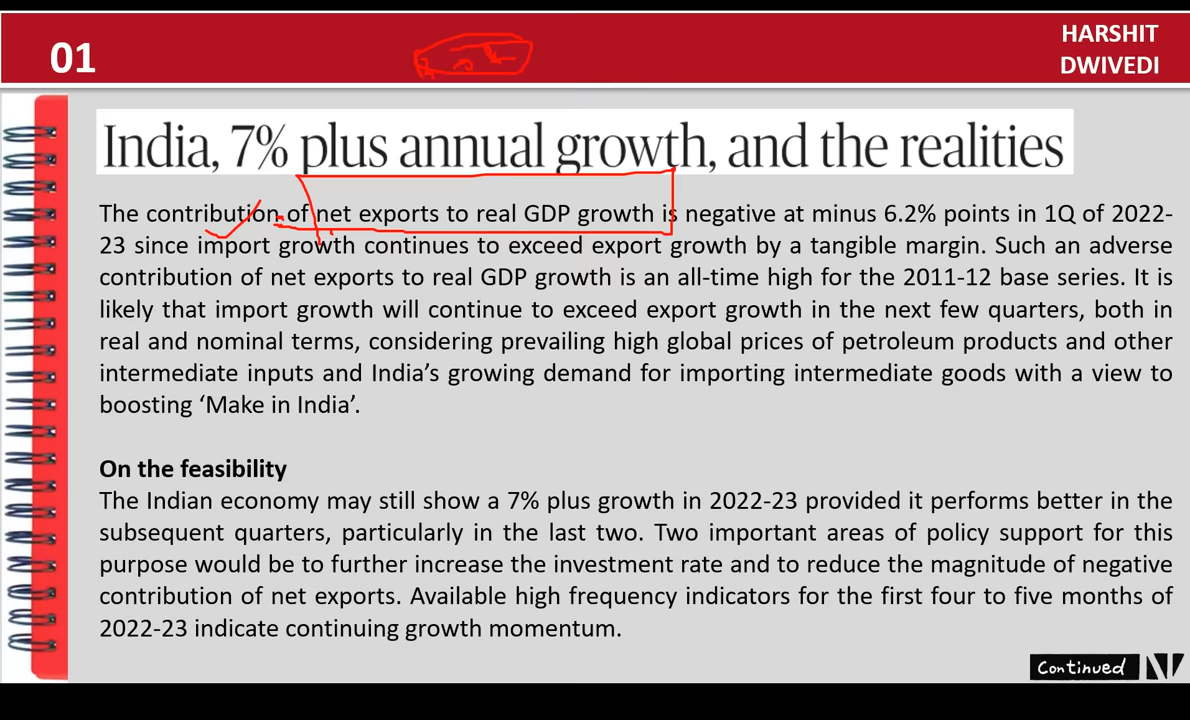 01
HARSHIT
DWIVEDI
India, 7% plus annual growth, and the realities
The contribution of net exports to real GDP growth is negative at minus 6.2% points in 1Q of 2022-
23 since import growth continues to exceed export growth by a tangible margin. Such an adverse
contribution of net exports to real GDP growth is an all-time high for the 2011-12 base series. It is
likely that import growth will continue to exceed export growth in the next few quarters, both in
real and nominal terms, considering prevailing high global prices of petroleum products and other
intermediate inputs and India’s growing demand for importing intermediate goods with a view to
boosting ‘Make in India’.
On the feasibility
The Indian economy may still show a 7% plus growth in 2022-23 provided it performs better in the
subsequent quarters, particularly in the last two. Two important areas of policy support for this
purpose would be to further increase the investment rate and to reduce the magnitude of negative
contribution of net exports. Available high frequency indicators for the first four to five months of
2022-23 indicate continuing growth momentum.
Continued